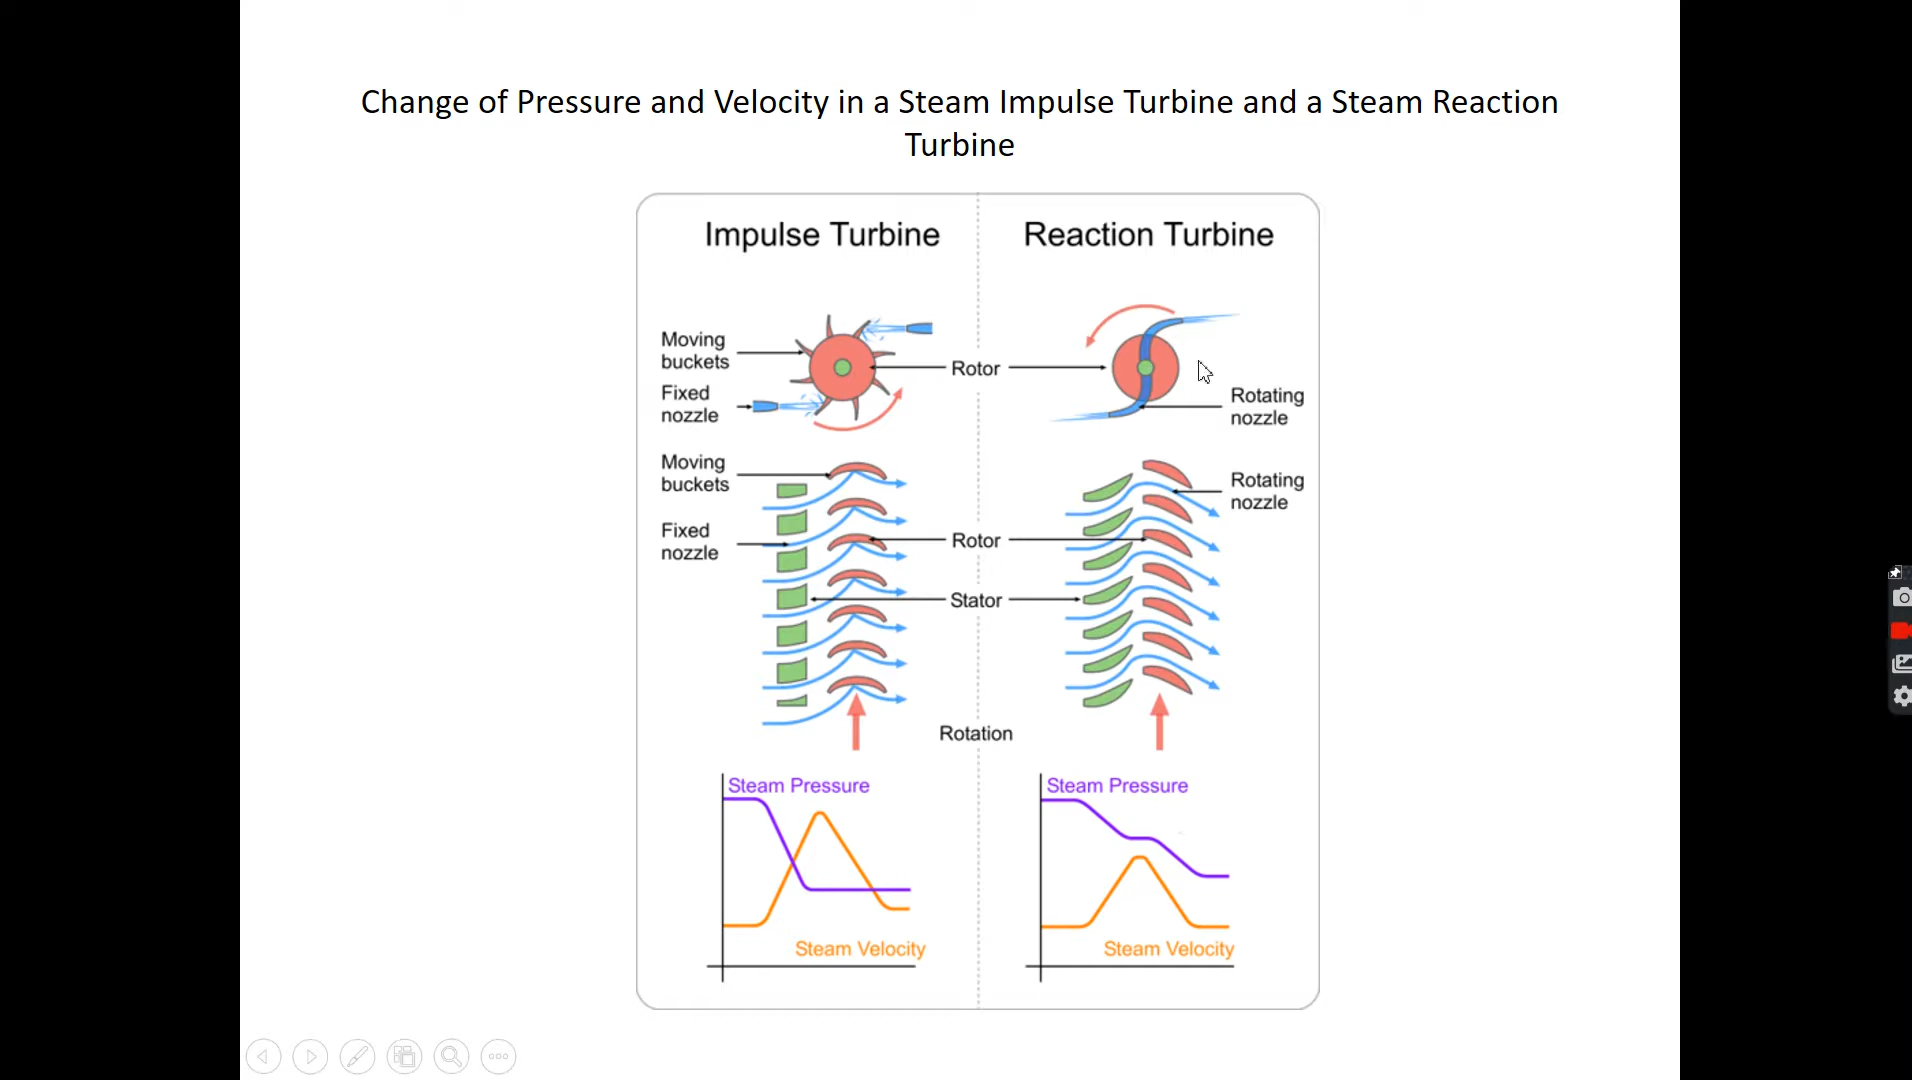 Change of Pressure and Velocity in a Steam Impulse Turbine and a Steam Reaction
Turbine
Impulse Turbine
Reaction Turbine
Moving
buckets
Fixed
nozzle
Rotor
Rotating
nozzle
Moving
buckets
Fixed
nozzle
Rotor
Stator
Rotating
nozzle
Rotation
Steam Pressure
Steam Velocity
Steam Pressure
Steam Velocity